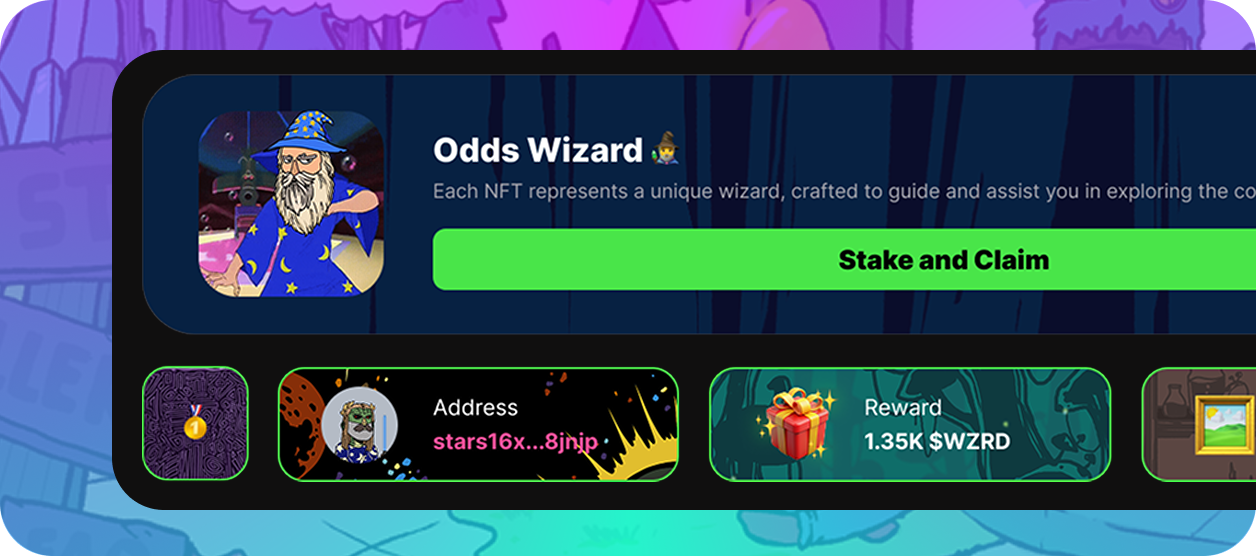 Odds Wizard
Each NFT represents a unique wizard, crafted to guide and assist you in exploring the co
Stake and Claim
1
Address
stars16x...8jnjp
Reward
1.35K $WZRD